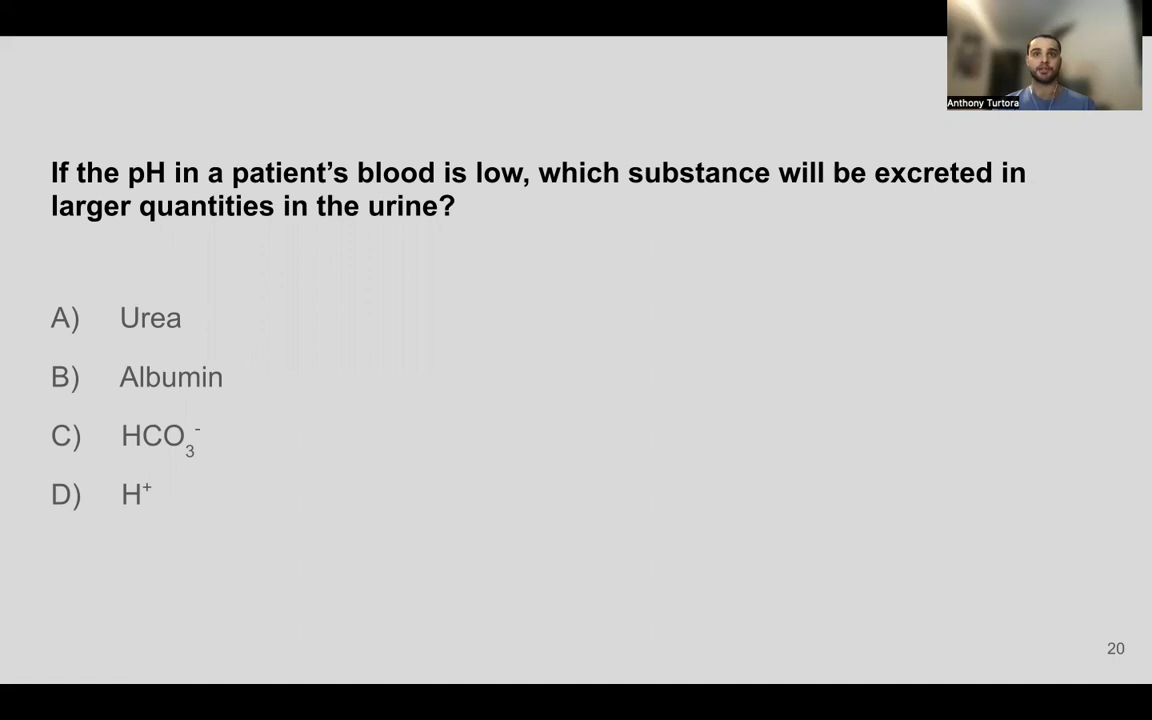 Anthony Turtora
If the pH in a patient's blood is low, which substance will be excreted in
larger quantities in the urine?
A) Urea
B) Albumin
C) HCO₃⁻
D) H⁺
20